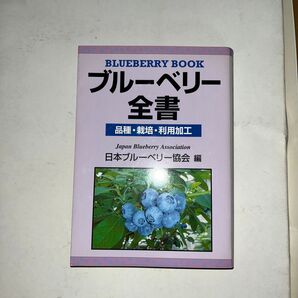 BLUEBERRY BOOK
ブルーベリー
全書
品種・栽培・利用加工
Japan Blueberry Association
日本ブルーベリー協会 編